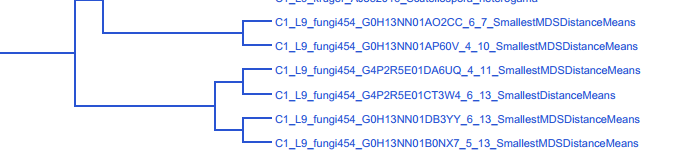 C1_L9_fungi454_G0H13NN01AO2CC_6_7_SmallestMDSDistanceMeans
C1_L9_fungi454_G0H13NN01AP60V_4_10_SmallestMDSDistanceMeans
C1_L9_fungi454_G4P2R5E01DA6UQ_4_11_SmallestMDSDistanceMeans
C1_L9_fungi454_G4P2R5E01CT3W4_6_13_SmallestDistanceMeans
C1_L9_fungi454_G0H13NN01DB3YY_6_13_SmallestMDSDistanceMeans
C1_L9_fungi454_G0H13NN01B0NX7_5_13_SmallestMDSDistanceMeans